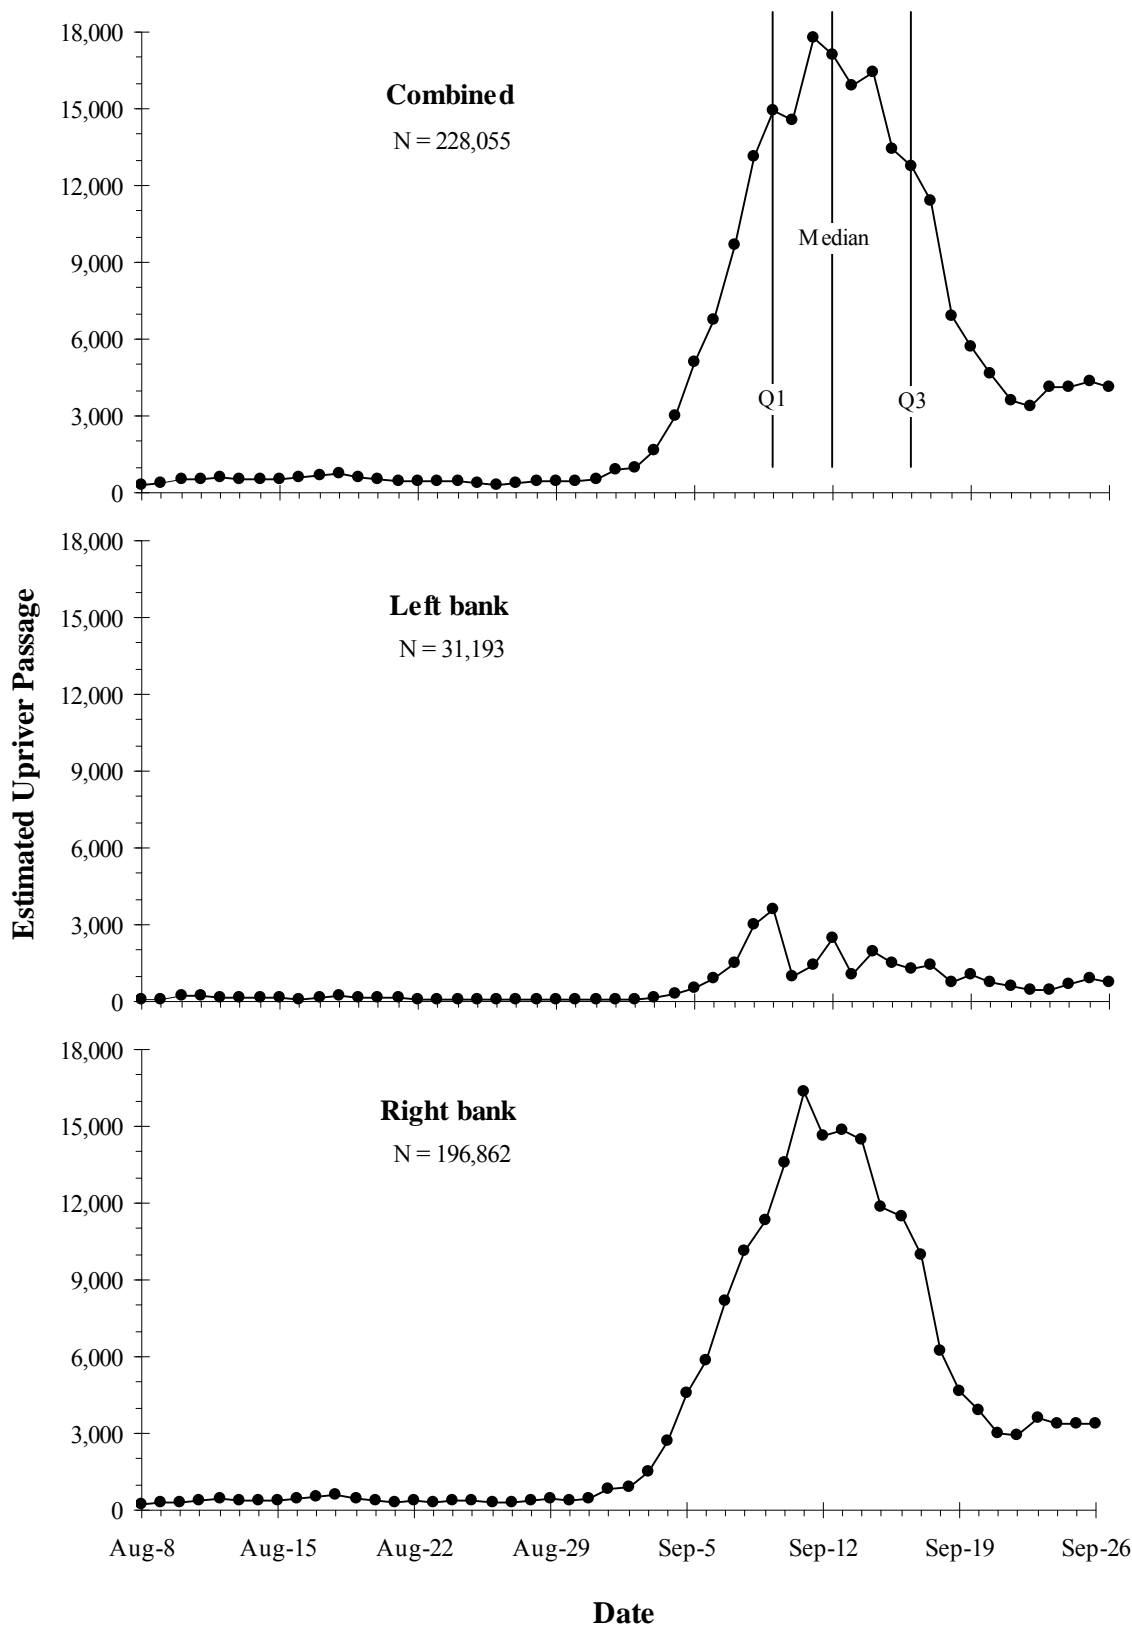 18,000
15,000
12,000
9,000
6,000
3,000
0
Combined
N = 228,055
Median
Q1
Q3
Estimated Upriver Passage
18,000
15,000
12,000
9,000
6,000
3,000
0
Left bank
N = 31,193
18,000
15,000
12,000
9,000
6,000
3,000
0
Right bank
N = 196,862
Aug-8 Aug-15 Aug-22 Aug-29 Sep-5 Sep-12 Sep-19 Sep-26
Date